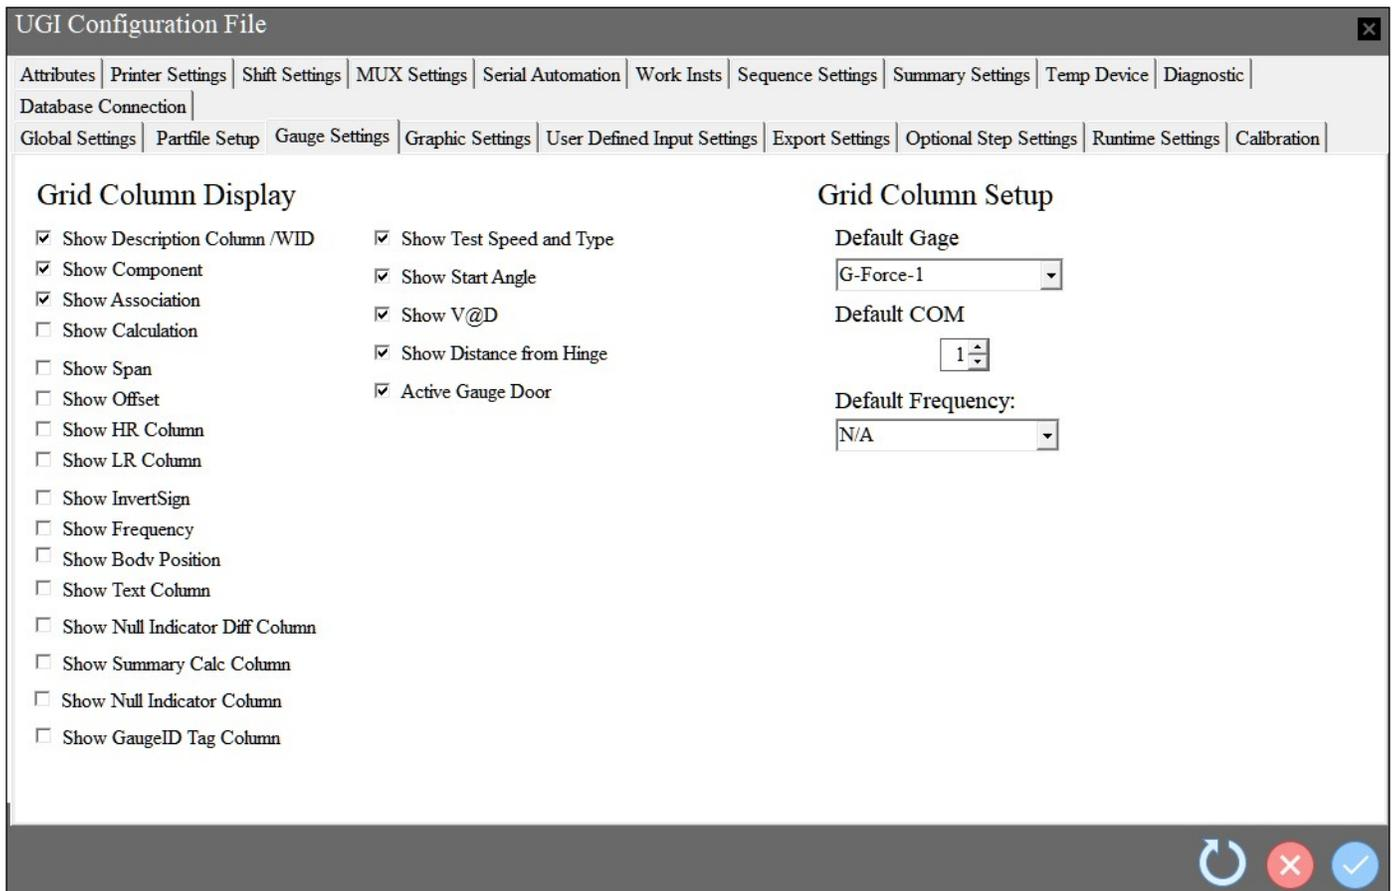 UGI Configuration File
Attributes Printer Settings Shift Settings MUX Settings Serial Automation Work Insts Sequence Settings Summary Settings Temp Device Diagnostic
Database Connection
Global Settings Partfile Setup Gauge Settings Graphic Settings User Defined Input Settings Export Settings Optional Step Settings Runtime Settings Calibration
Grid Column Display
Show Description Column /WID
Show Component
Show Association
Show Calculation
Show Span
Show Offset
Show HR Column
Show LR Column
Show InvertSign
Show Frequency
Show Body Position
Show Text Column
Show Null Indicator Diff Column
Show Summary Calc Column
Show Null Indicator Column
Show GaugeID Tag Column
Show Test Speed and Type
Show Start Angle
Show V@D
Show Distance from Hinge
Active Gauge Door
Grid Column Setup
Default Gage
G-Force-1
Default COM
1
Default Frequency:
N/A